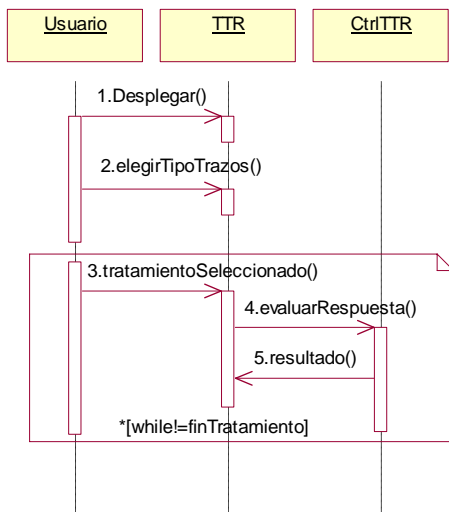 Usuario
TTR
CtrlTTR
1.Desplegar()
2.elegirTipoTrazos()
3.tratamientoSeleccionado()
4.evaluarRespuesta()
5.resultado()
*[while!=finTratamiento]